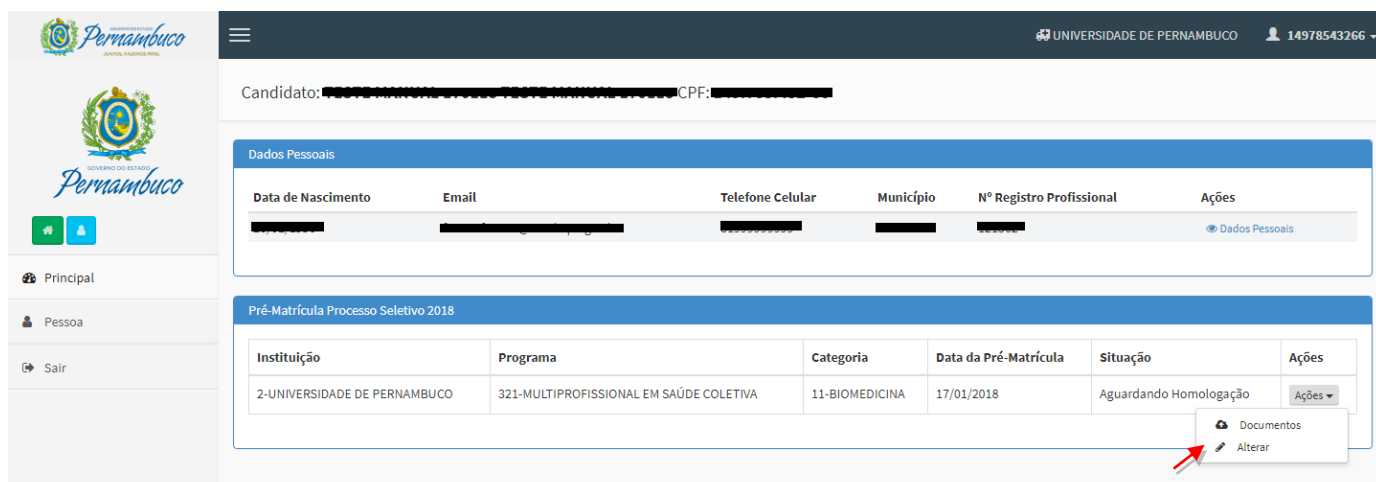 Pernambuco
UNIVERSIDADE DE PERNAMBUCO 14978543266
GOVERNO DO ESTADO
Pernambuco
Candidato: CPF:
Dados Pessoais
Data de Nascimento Email Telefone Celular Município Nº Registro Profissional Ações
Dados Pessoais
Principal
Pessoa
Sair
Pré-Matrícula Processo Seletivo 2018
Instituição Programa Categoria Data da Pré-Matrícula Situação Ações
2-UNIVERSIDADE DE PERNAMBUCO 321-MULTIPROFISSIONAL EM SAÚDE COLETIVA 11-BIOMEDICINA 17/01/2018 Aguardando Homologação Ações
Documentos
Alterar